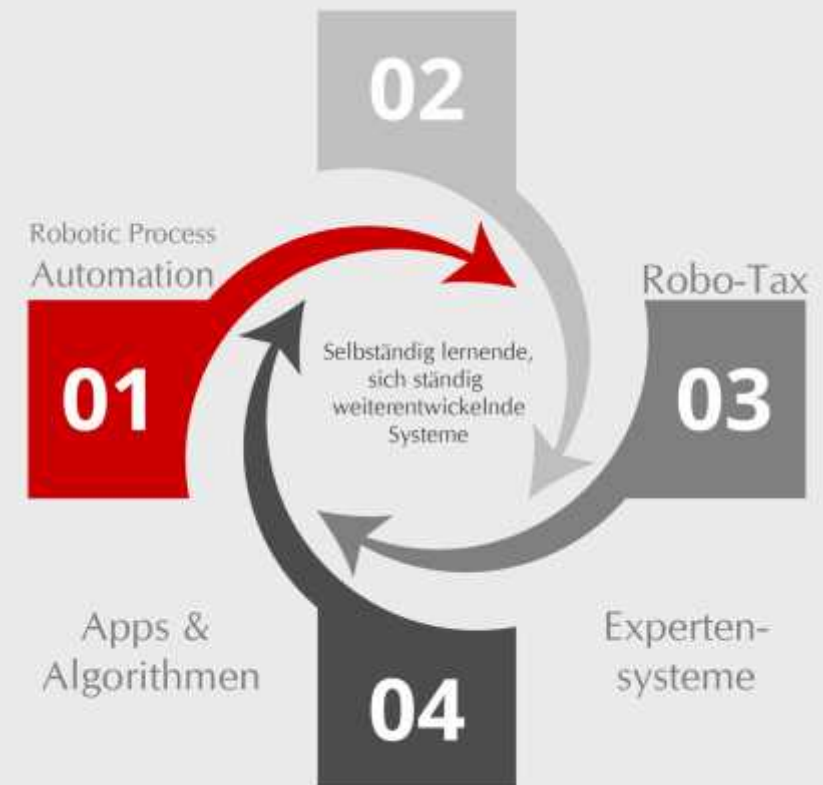 02
Robotic Process
Automation
Robo-Tax
01
Selbständig lernende,
sich ständig
weiterentwickelnde
Systeme
03
Apps &
Algorithmen
Experten-
systeme
04